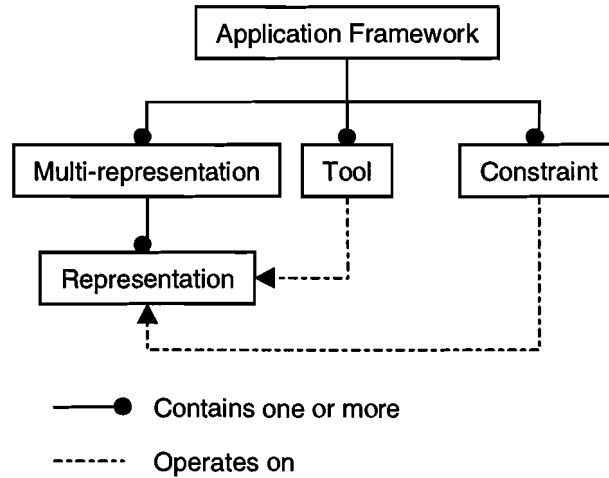 Application Framework
Multi-representation
Tool
Constraint
Representation
Contains one or more
Operates on